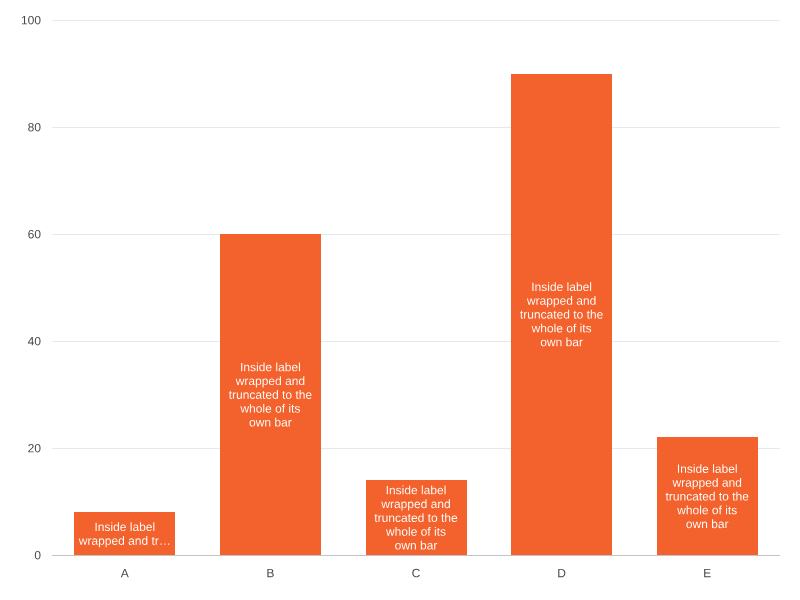 100
80
60
40
20
0
Inside label
wrapped and tr…
Inside label
wrapped and
truncated to the
whole of its
own bar
Inside label
wrapped and
truncated to the
whole of its
own bar
Inside label
wrapped and
truncated to the
whole of its
own bar
Inside label
wrapped and
truncated to the
whole of its
own bar
A
B
C
D
E